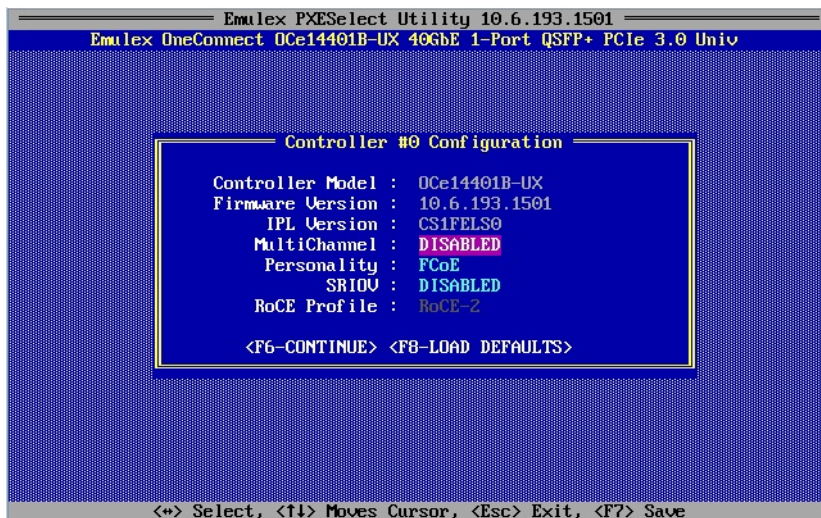 Emulex PXESelect Utility 10.6.193.1501
Emulex OneConnect OCe14401B-UX 40GbE 1-Port QSFP+ PCIe 3.0 Univ
Controller #0 Configuration
Controller Model : OCe14401B-UX
Firmware Version : 10.6.193.1501
IPL Version : CS1FELS0
MultiChannel : DISABLED
Personality : FCoE
SRIOV : DISABLED
RoCE Profile : RoCE-2
<F6-CONTINUE> <F8-LOAD DEFAULTS>
<↔> Select, <↑↓> Moves Cursor, <Esc> Exit, <F7> Save